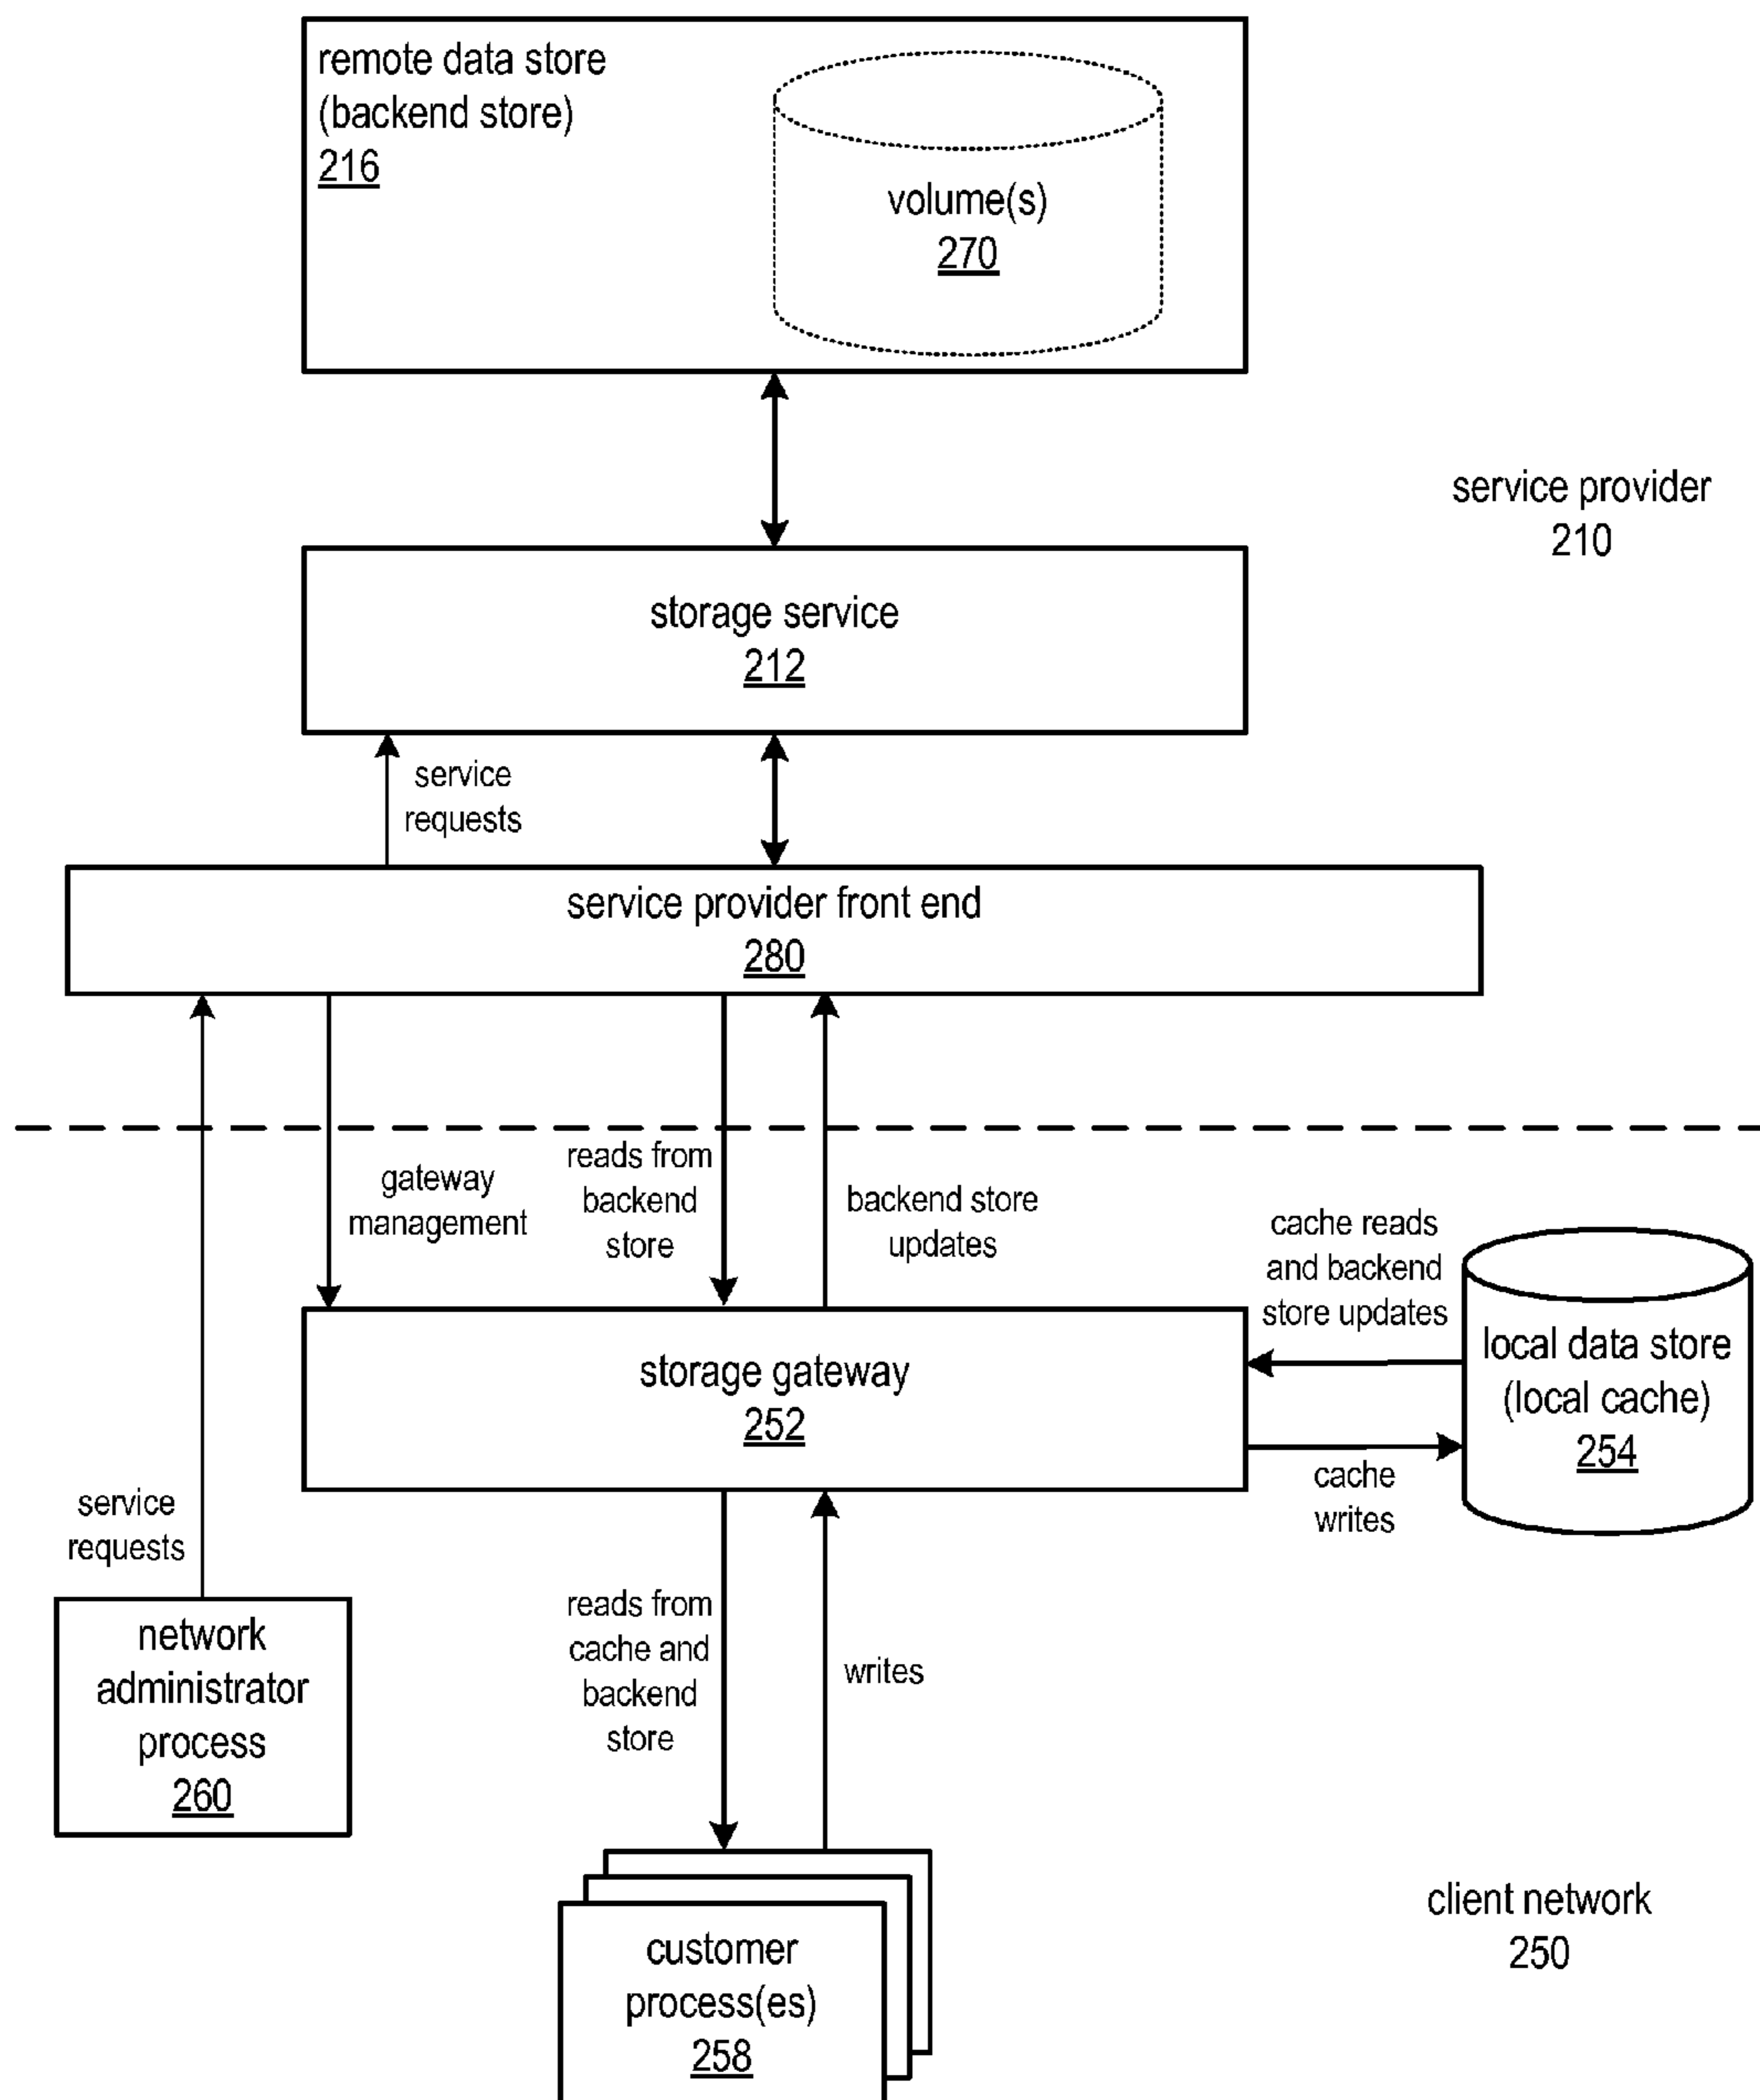 remote data store
(backend store)
216
volume(s)
270
service provider
210
storage service
212
service
requests
service provider front end
280
gateway
management
reads from
backend
store
backend store
updates
cache reads
and backend
store updates
local data store
(local cache)
254
storage gateway
252
cache
writes
service
requests
network
administrator
process
260
reads from
cache and
backend
store
writes
client network
250
customer
process(es)
258